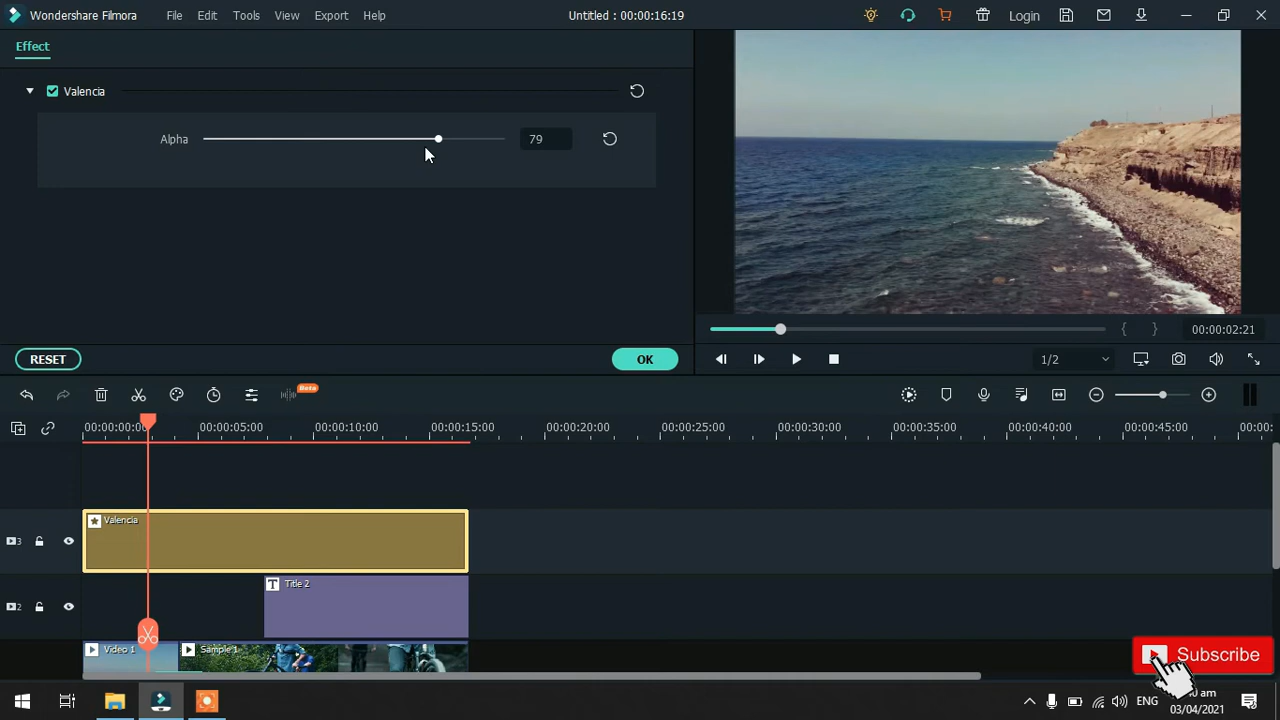 Wondershare Filmora File Edit Tools View Export Help Untitled : 00:00:16:19 Login
Effect
Valencia
Alpha 79
RESET OK
00:00:02:21
1/2
Beta
00:00:00:00 00:00:05:00 00:00:10:00 00:00:15:00 00:00:20:00 00:00:25:00 00:00:30:00 00:00:35:00 00:00:40:00 00:00:45:00
Valencia
3
Title 2
2
Video 1 Sample 1
Subscribe
ENG
03/04/2021